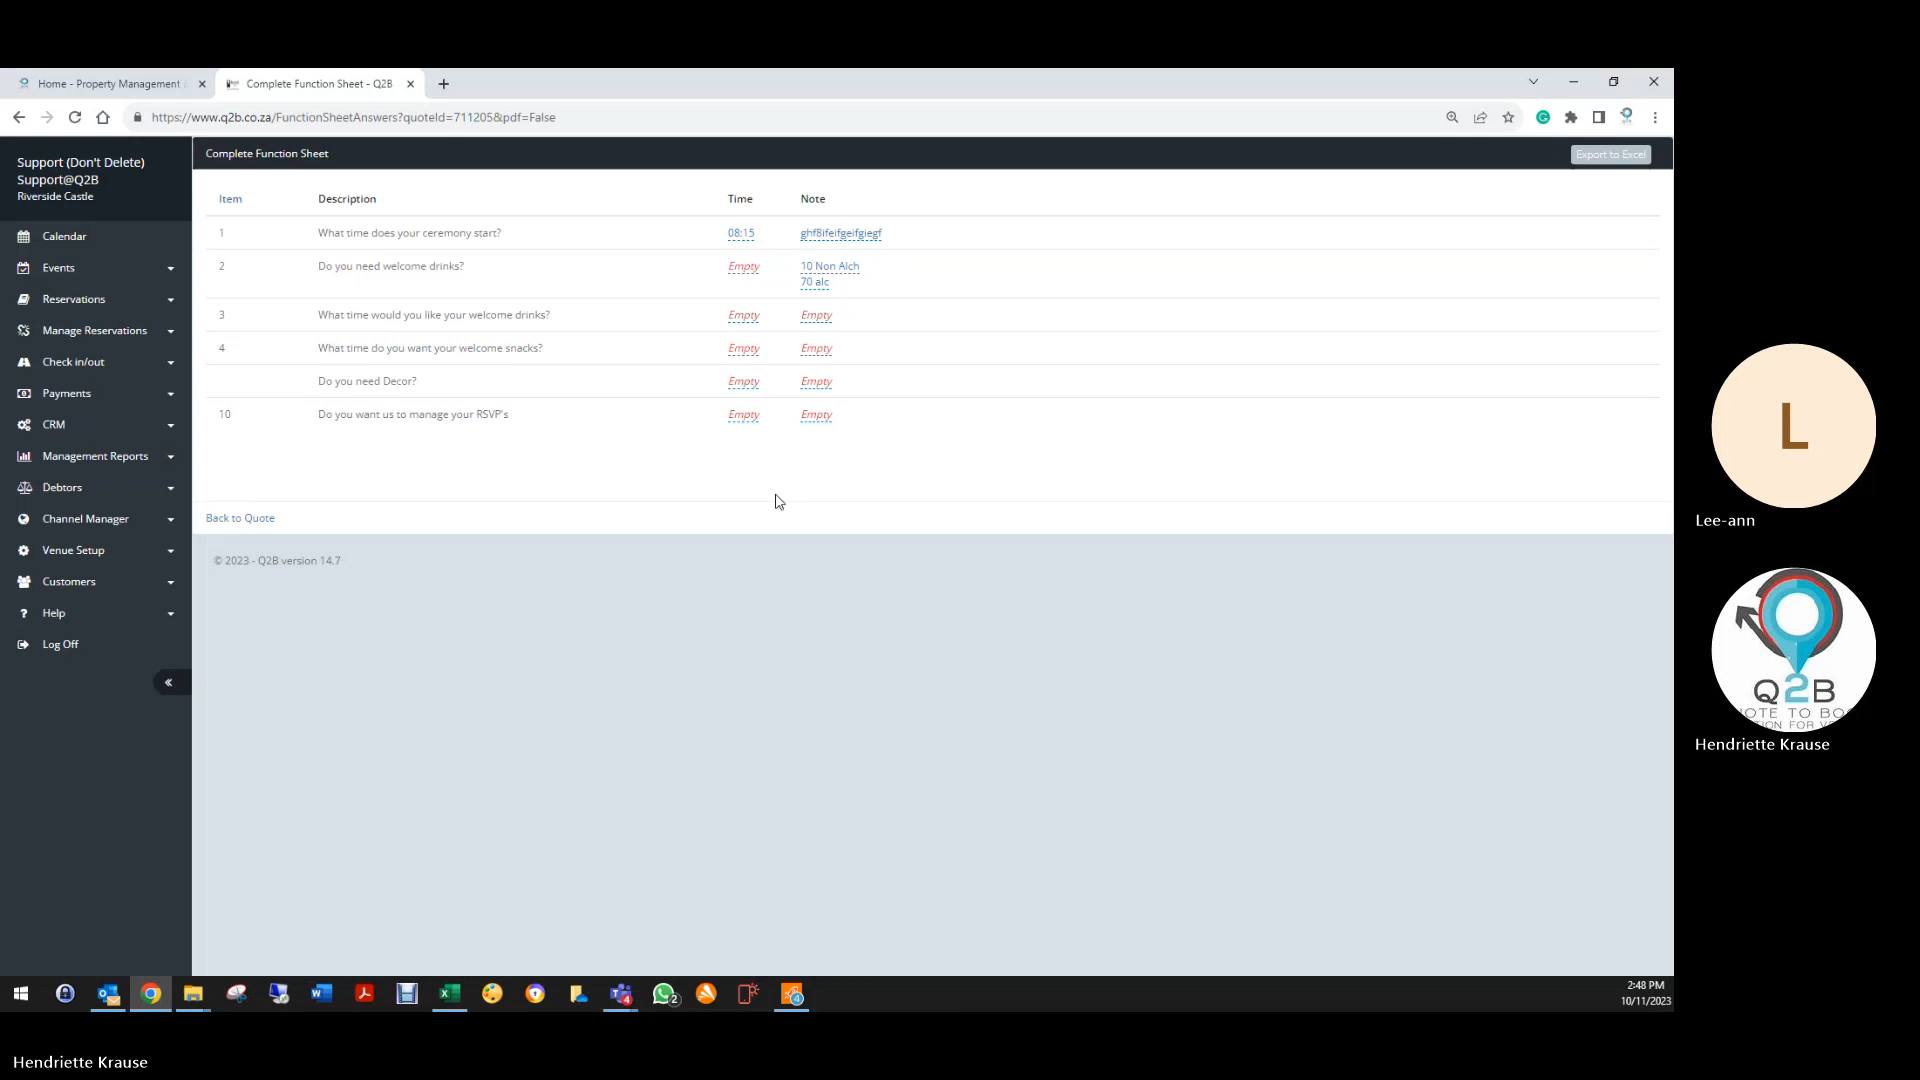 Home - Property Management
Complete Function Sheet - Q2B
https://www.q2b.co.za/FunctionSheetAnswers?quoteId=711205&pdf=False
Support (Don't Delete)
Support@Q2B
Riverside Castle
Complete Function Sheet
Export to Excel
Item Description Time Note
1 What time does your ceremony start? 08:15 ghf8ifeifgeifgiegf
2 Do you need welcome drinks? Empty 10 Non Alch
70 alc
3 What time would you like your welcome drinks? Empty Empty
4 What time do you want your welcome snacks? Empty Empty
Do you need Decor? Empty Empty
10 Do you want us to manage your RSVP's Empty Empty
Back to Quote
© 2023 - Q2B version 14.7
Calendar
Events
Reservations
Manage Reservations
Check in/out
Payments
CRM
Management Reports
Debtors
Channel Manager
Venue Setup
Customers
Help
Log Off
L
Lee-ann
Q2B
Hendriette Krause
2:48 PM
10/11/2023
Hendriette Krause